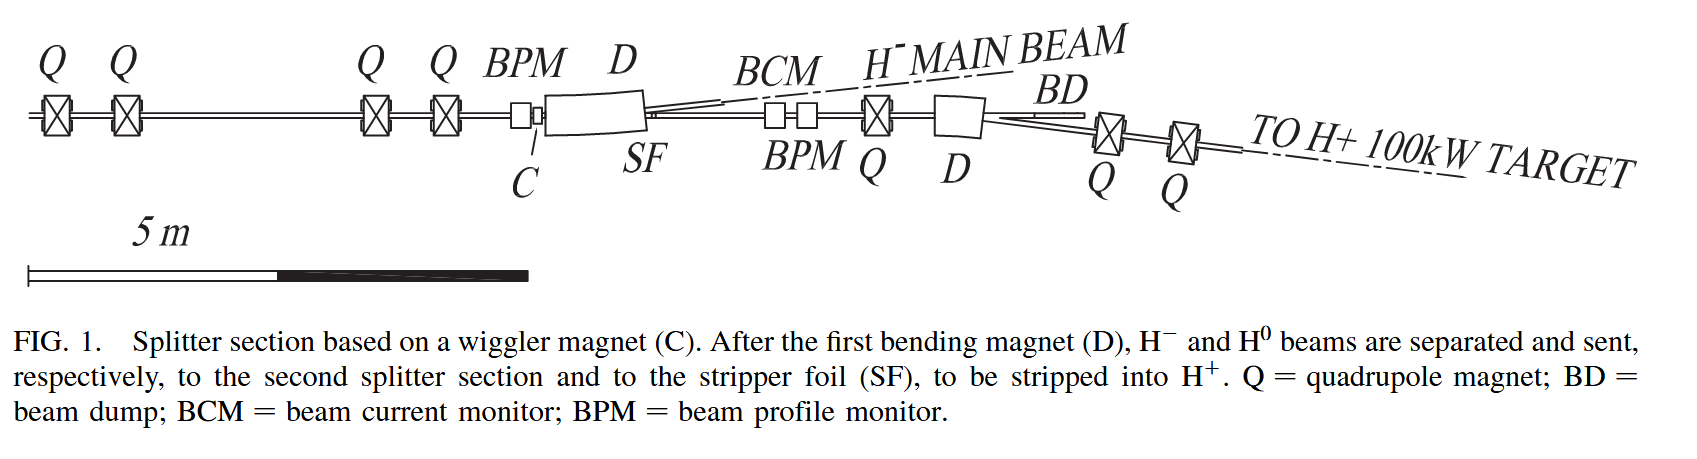 Q Q Q Q BPM D BCM H⁻ MAIN BEAM
BD
C SF BPM Q D Q Q TO H+ 100kW TARGET
5 m
FIG. 1. Splitter section based on a wiggler magnet (C). After the first bending magnet (D), H⁻ and H⁰ beams are separated and sent,
respectively, to the second splitter section and to the stripper foil (SF), to be stripped into H⁺. Q = quadrupole magnet; BD =
beam dump; BCM = beam current monitor; BPM = beam profile monitor.